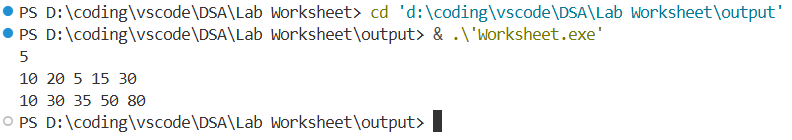 PS D:\coding\vscode\DSA\Lab Worksheet> cd 'd:\coding\vscode\DSA\Lab Worksheet\output'
PS D:\coding\vscode\DSA\Lab Worksheet\output> & .\'Worksheet.exe'
5
10 20 5 15 30
10 30 35 50 80
PS D:\coding\vscode\DSA\Lab Worksheet\output>